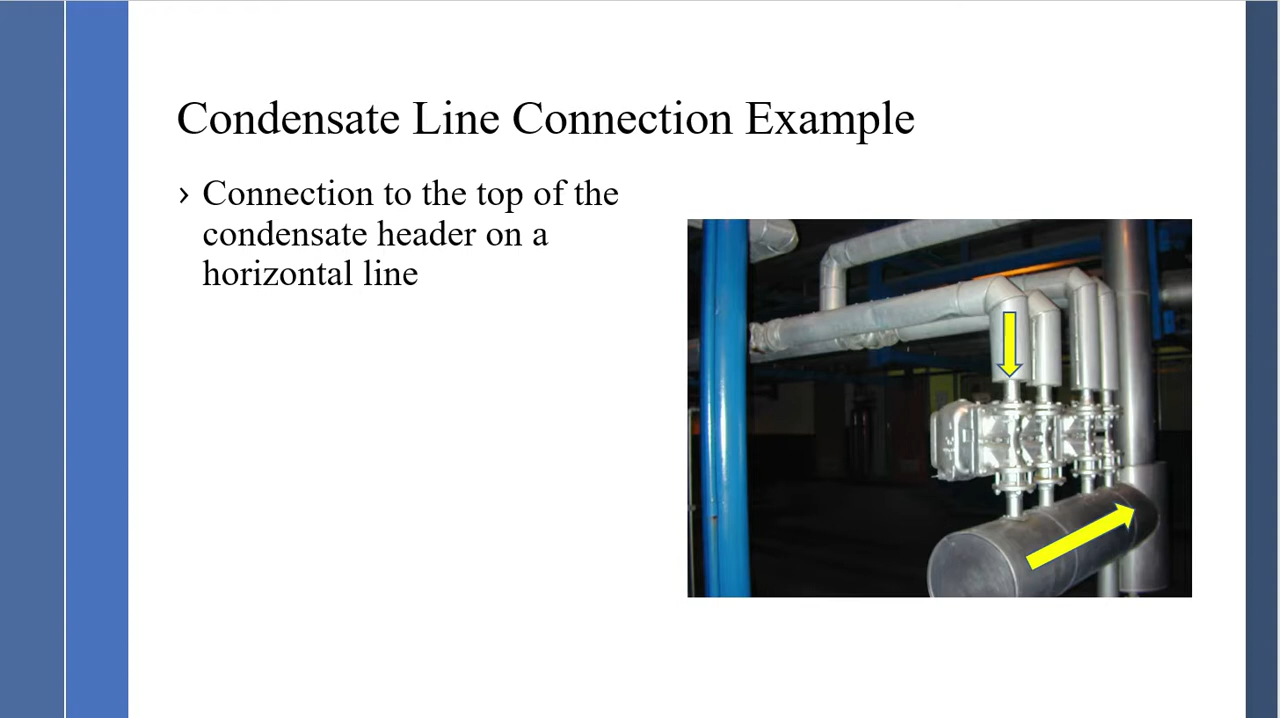 Condensate Line Connection Example
› Connection to the top of the
condensate header on a
horizontal line